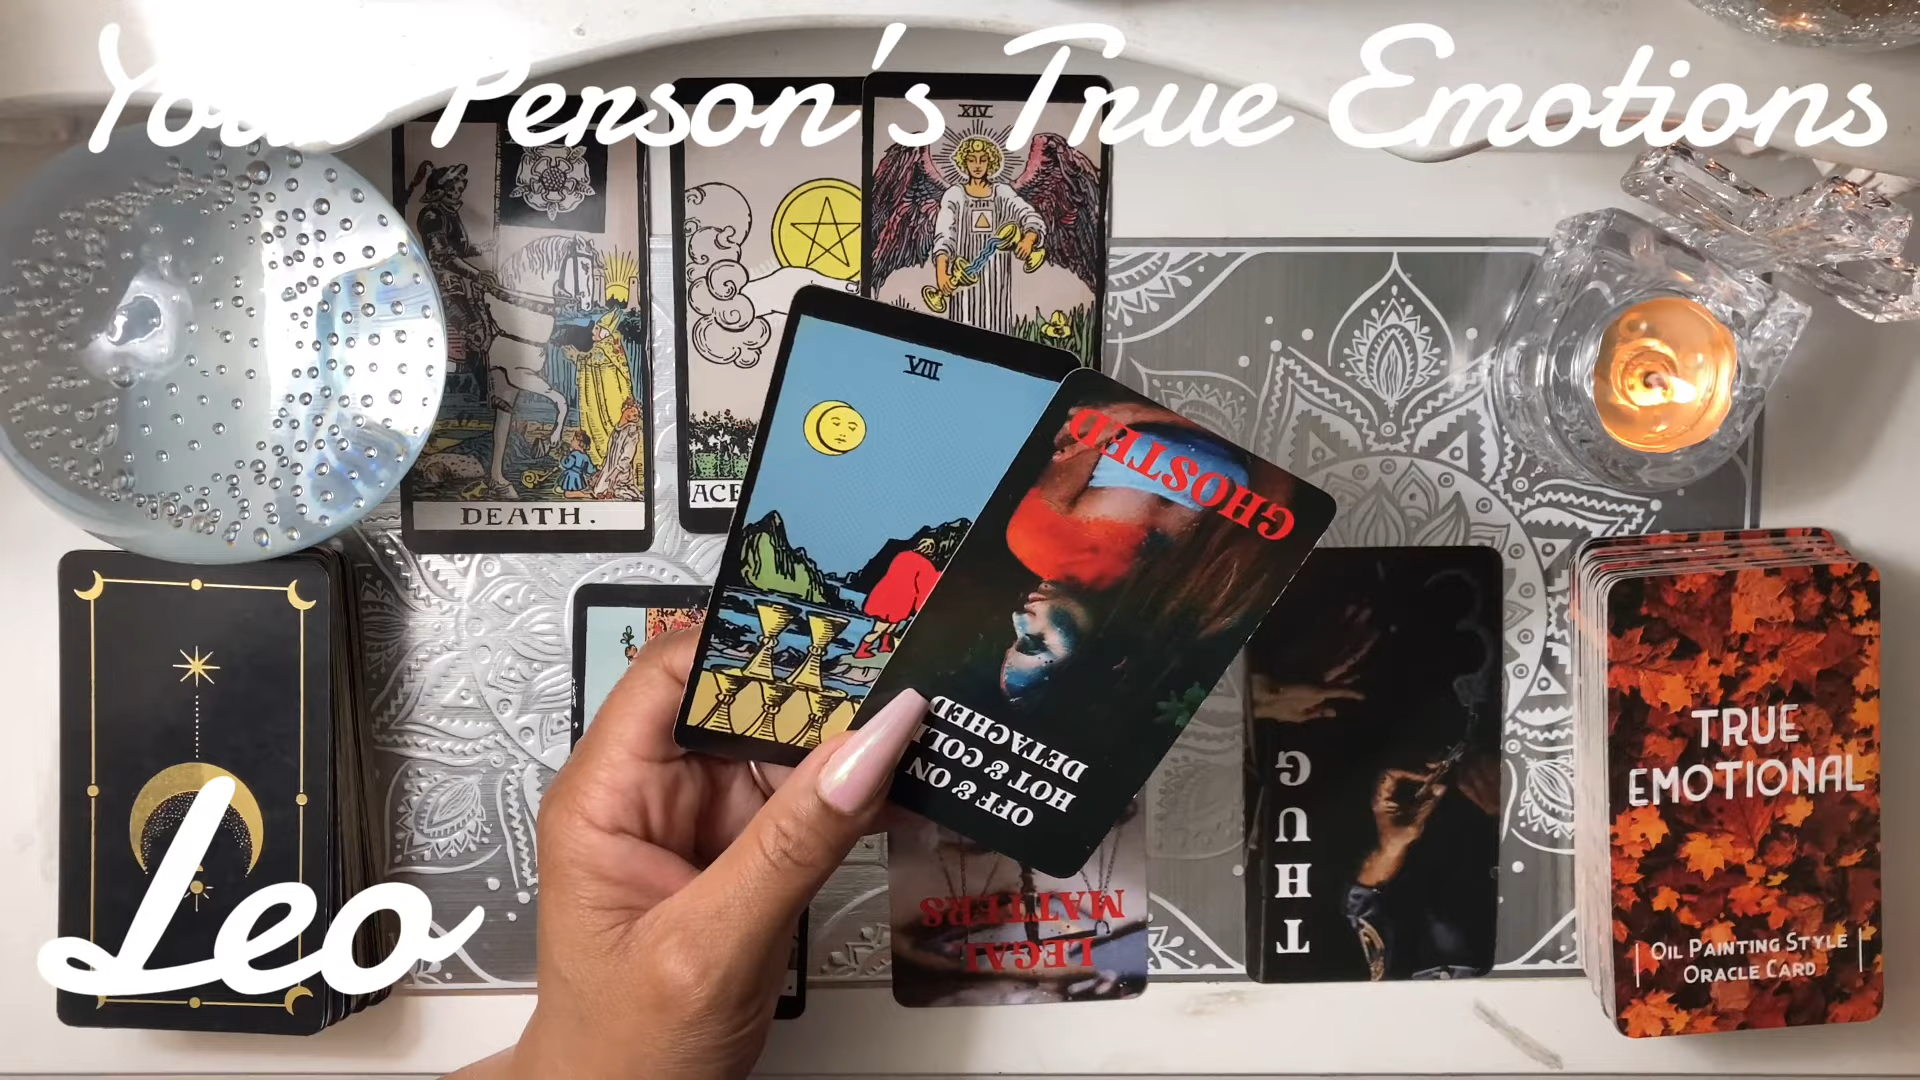 Your Person's True Emotions
XIV
DEATH.
ACE
VIII
GHOSTED
OFF & ON
HOT & COLD
DETACHED
LEGAL
MATTERS
THUG
TRUE
EMOTIONAL
OIL PAINTING STYLE
ORACLE CARD
Leo